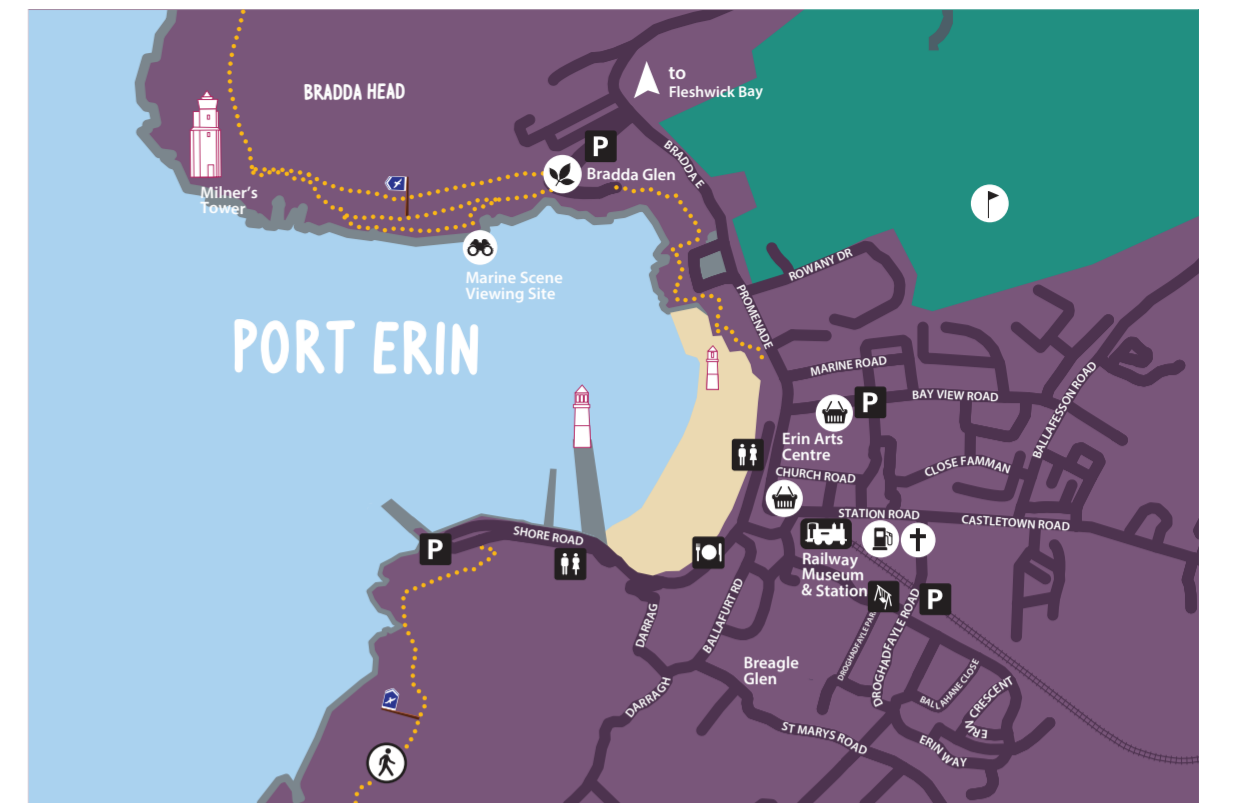 to
Fleshwick Bay
BRADDA HEAD
P
BRADDA E
Bradda Glen
Milner's
Tower
Marine Scene
Viewing Site
ROWANY DR
PROMENADE
PORT ERIN
MARINE ROAD
BAY VIEW ROAD
P
BALLAFESSON ROAD
Erin Arts
Centre
CHURCH ROAD
CLOSE FAMMAN
STATION ROAD
CASTLETOWN ROAD
SHORE ROAD
P
Railway
Museum
& Station
P
DARRAG
BALLAFURT RD
DROGHADFAYLE PAR
DROGHADFAYLE ROAD
Breagle
Glen
BALLAHANE CLOSE
ERIN CRESCENT
DARRAGH
ST MARYS ROAD
ERIN WAY